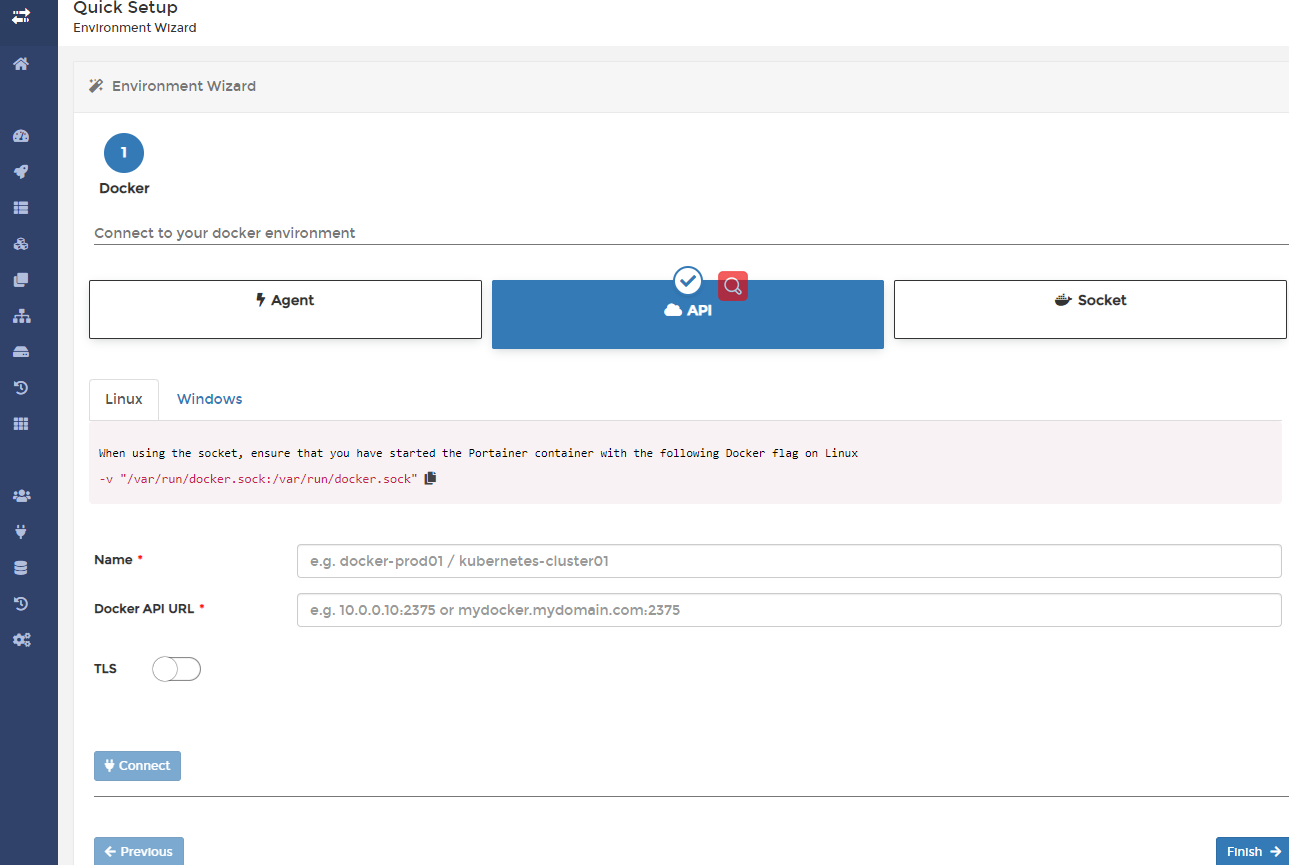 Quick Setup
Environment Wizard
Environment Wizard
1
Docker
Connect to your docker environment
Agent
API
Socket
Linux
Windows
When using the socket, ensure that you have started the Portainer container with the following Docker flag on Linux
-v "/var/run/docker.sock:/var/run/docker.sock"
Name *
e.g. docker-prod01 / kubernetes-cluster01
Docker API URL *
e.g. 10.0.0.10:2375 or mydocker.mydomain.com:2375
TLS
Connect
Previous
Finish